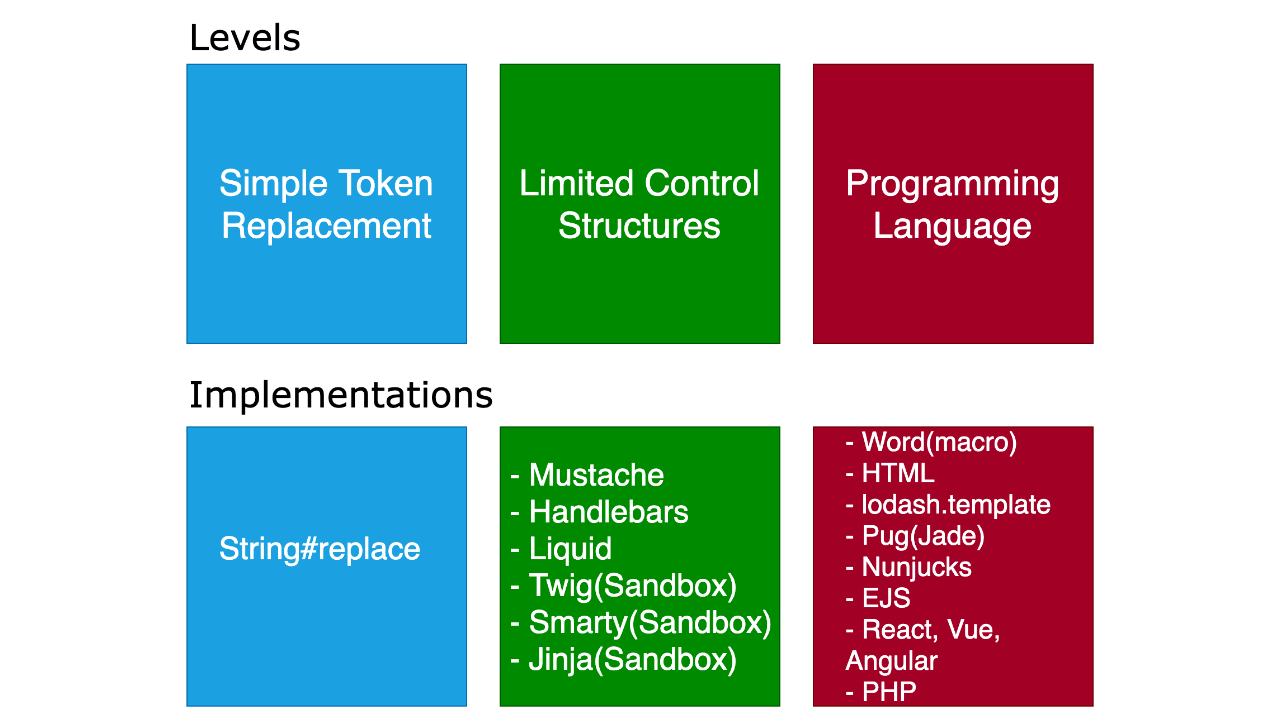 Levels
Simple Token
Replacement
Limited Control
Structures
Programming
Language
Implementations
String#replace
- Mustache
- Handlebars
- Liquid
- Twig(Sandbox)
- Smarty(Sandbox)
- Jinja(Sandbox)
- Word(macro)
- HTML
- lodash.template
- Pug(Jade)
- Nunjucks
- EJS
- React, Vue,
Angular
- PHP